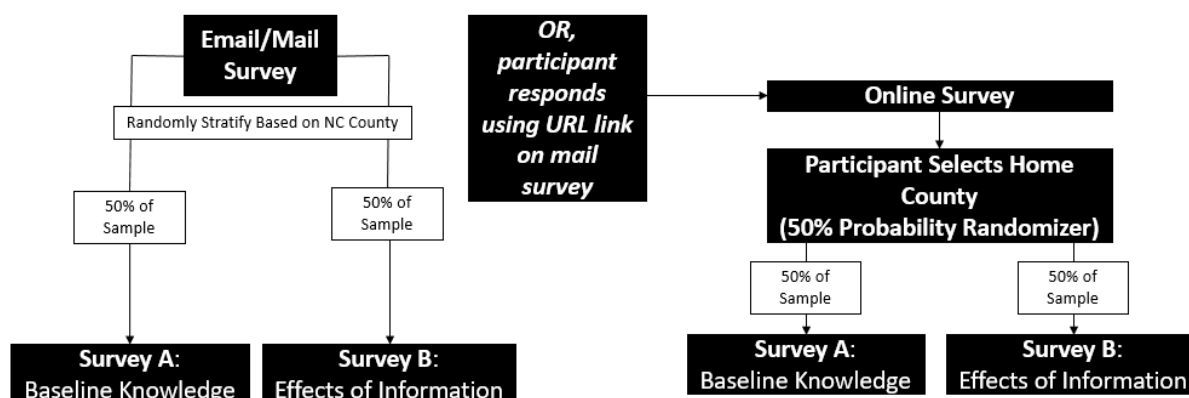 Email/Mail
Survey
Randomly Stratify Based on NC County
50% of
Sample
50% of
Sample
Survey A:
Baseline Knowledge
Survey B:
Effects of Information
OR,
participant
responds
using URL link
on mail
survey
Online Survey
Participant Selects Home
County
(50% Probability Randomizer)
50% of
Sample
50% of
Sample
Survey A:
Baseline Knowledge
Survey B:
Effects of Information